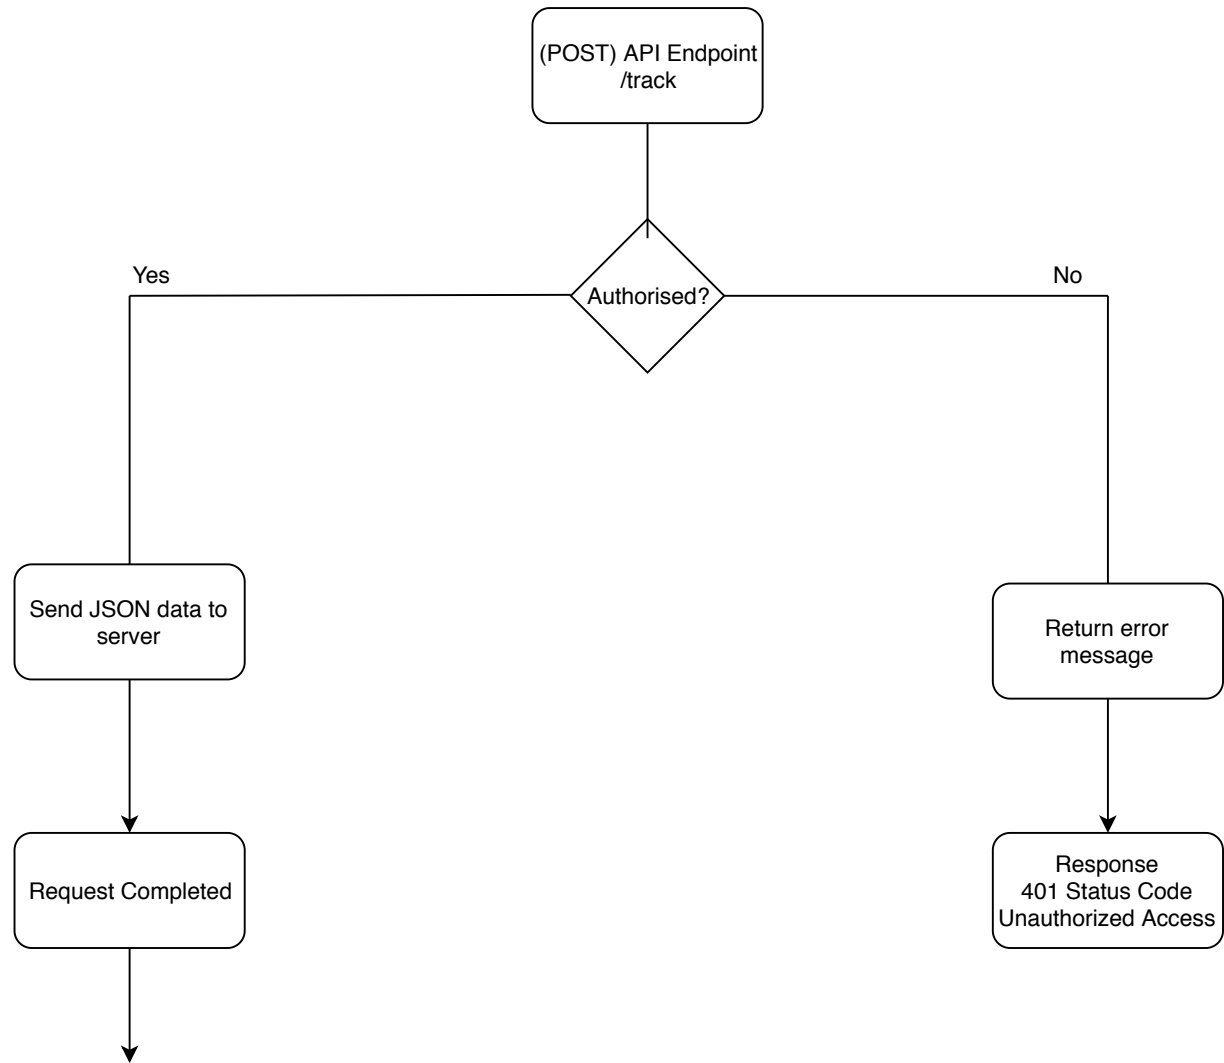 (POST) API Endpoint
/track
Yes
No
Authorised?
Send JSON data to
server
Return error
message
Request Completed
Response
401 Status Code
Unauthorized Access